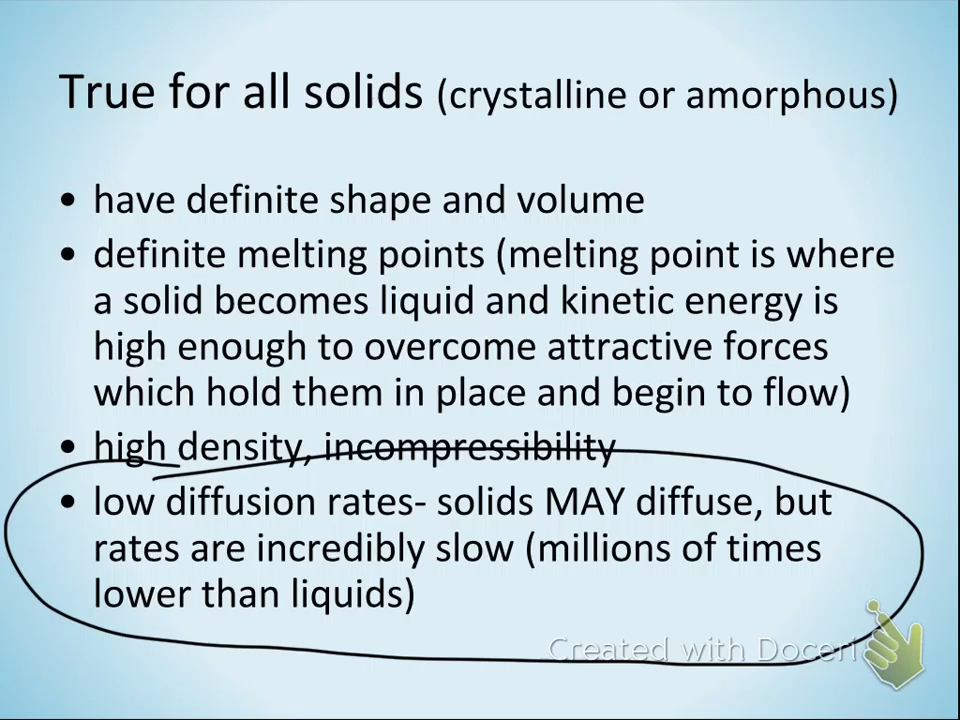 True for all solids (crystalline or amorphous)
• have definite shape and volume
• definite melting points (melting point is where
a solid becomes liquid and kinetic energy is
high enough to overcome attractive forces
which hold them in place and begin to flow)
• high density, incompressibility
• low diffusion rates- solids MAY diffuse, but
rates are incredibly slow (millions of times
lower than liquids)
Created with Doceri